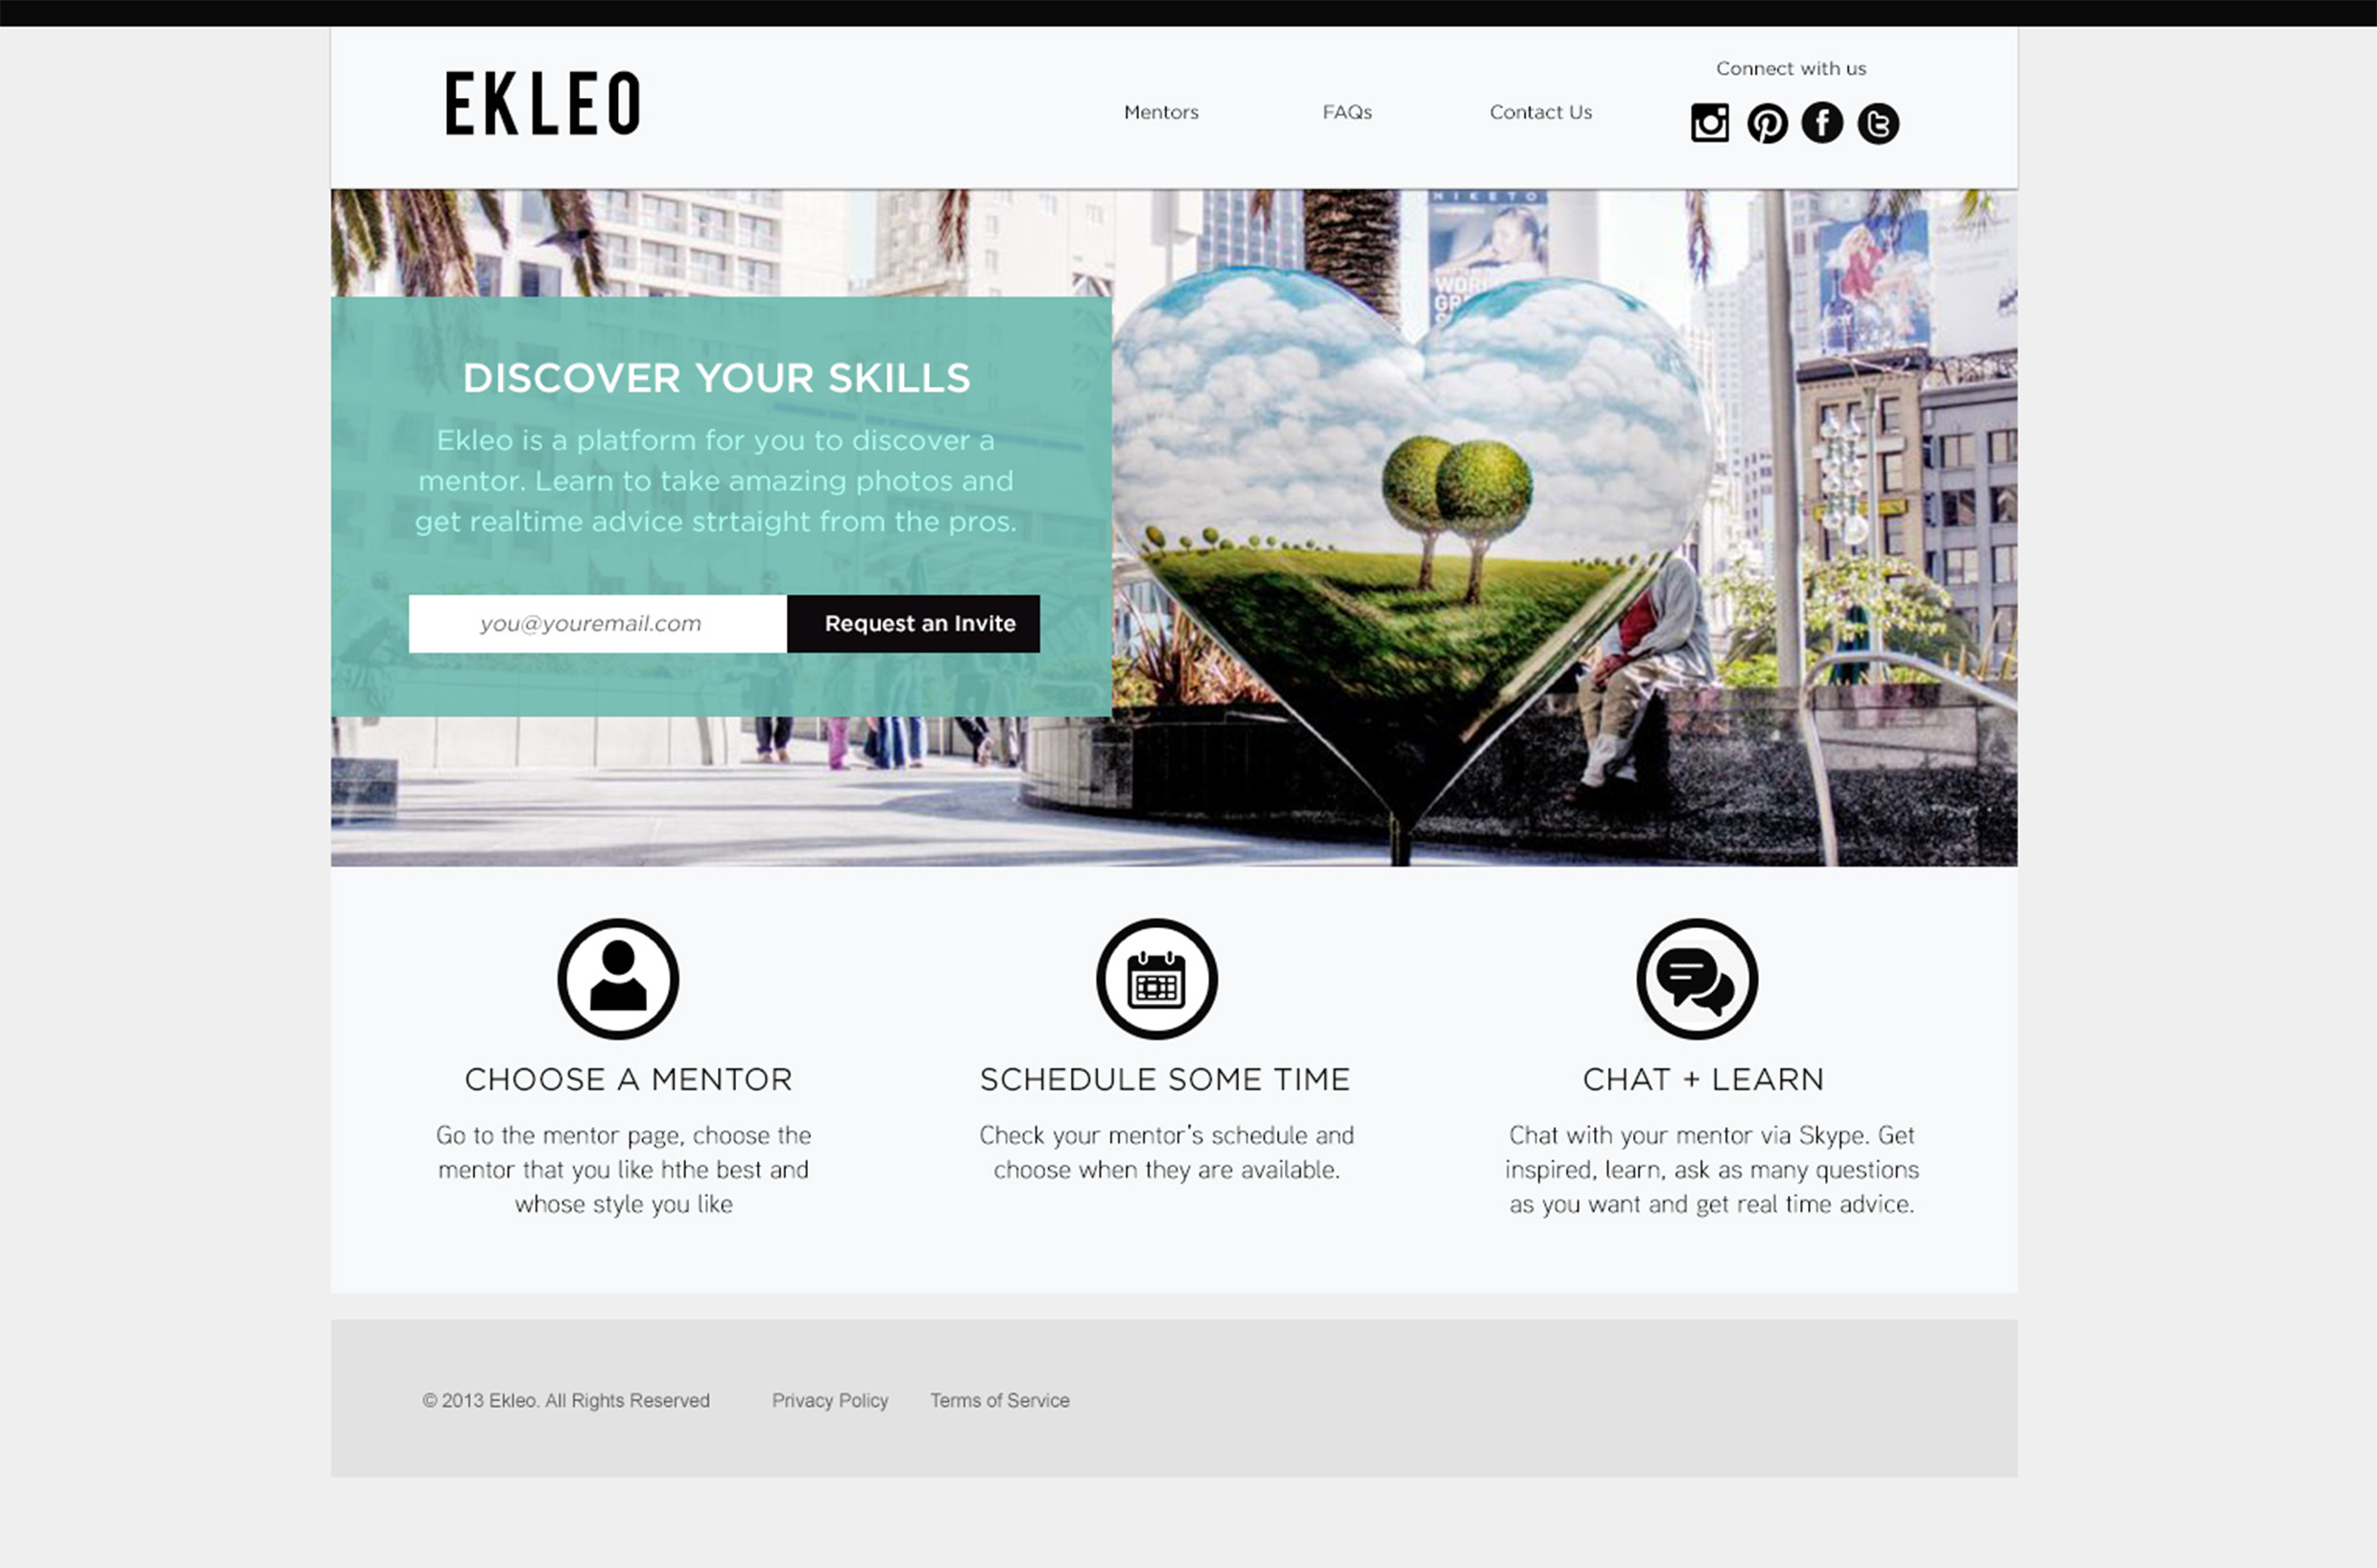 EKLEO
Mentors
FAQs
Contact Us
Connect with us
MIKETO
WOR
GR
DISCOVER YOUR SKILLS
Ekleo is a platform for you to discover a
mentor. Learn to take amazing photos and
get realtime advice strtaight from the pros.
you@youremail.com
Request an Invite
CHOOSE A MENTOR
Go to the mentor page, choose the
mentor that you like hthe best and
whose style you like
SCHEDULE SOME TIME
Check your mentor's schedule and
choose when they are available.
CHAT + LEARN
Chat with your mentor via Skype. Get
inspired, learn, ask as many questions
as you want and get real time advice.
© 2013 Ekleo. All Rights Reserved
Privacy Policy
Terms of Service